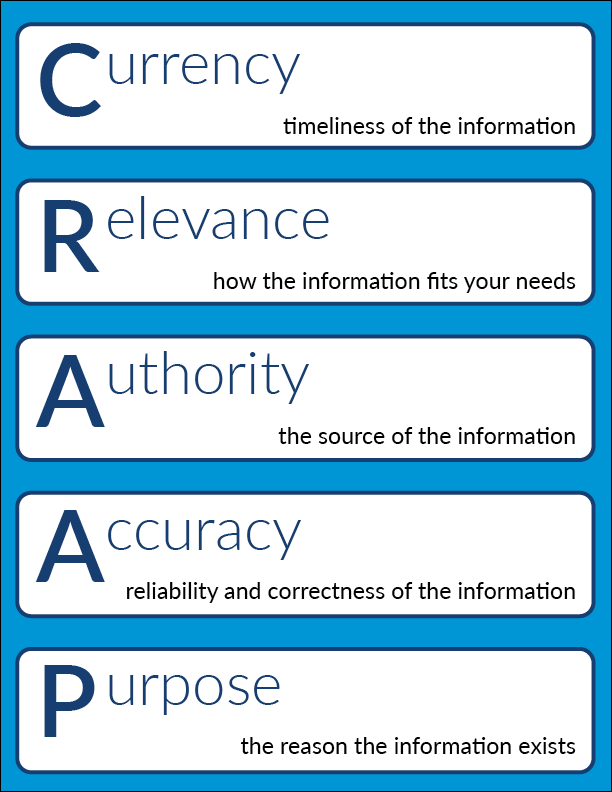 Currency
timeliness of the information
Relevance
how the information fits your needs
Authority
the source of the information
Accuracy
reliability and correctness of the information
Purpose
the reason the information exists